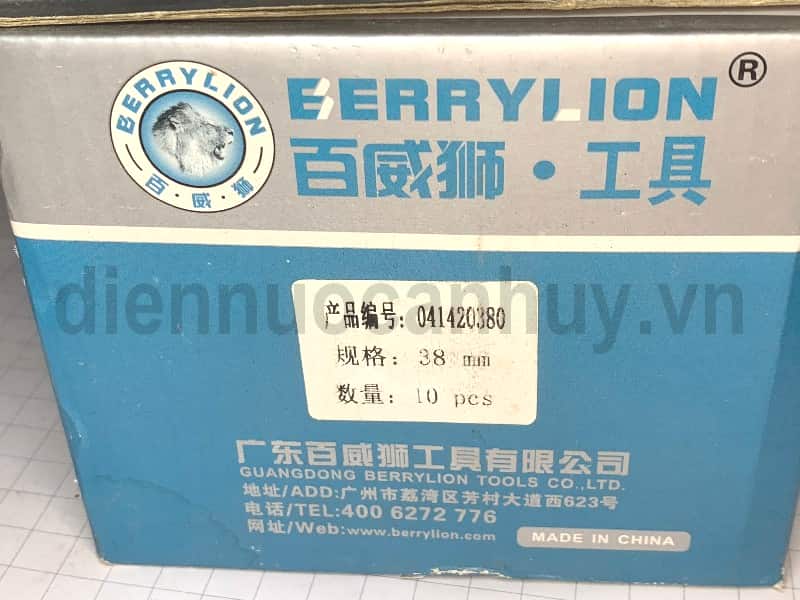 BERRYLION
百·威·狮
BERRYLION®
百威狮·工具
diennuocanhuy.vn
产品编号: 041420380
规格: 38 mm
数量: 10 pcs
广东百威狮工具有限公司
GUANGDONG BERRYLION TOOLS CO.,LTD.
地址/ADD:广州市荔湾区芳村大道西623号
电话/TEL:400 6272 776
网址/Web:www.berrylion.com
MADE IN CHINA